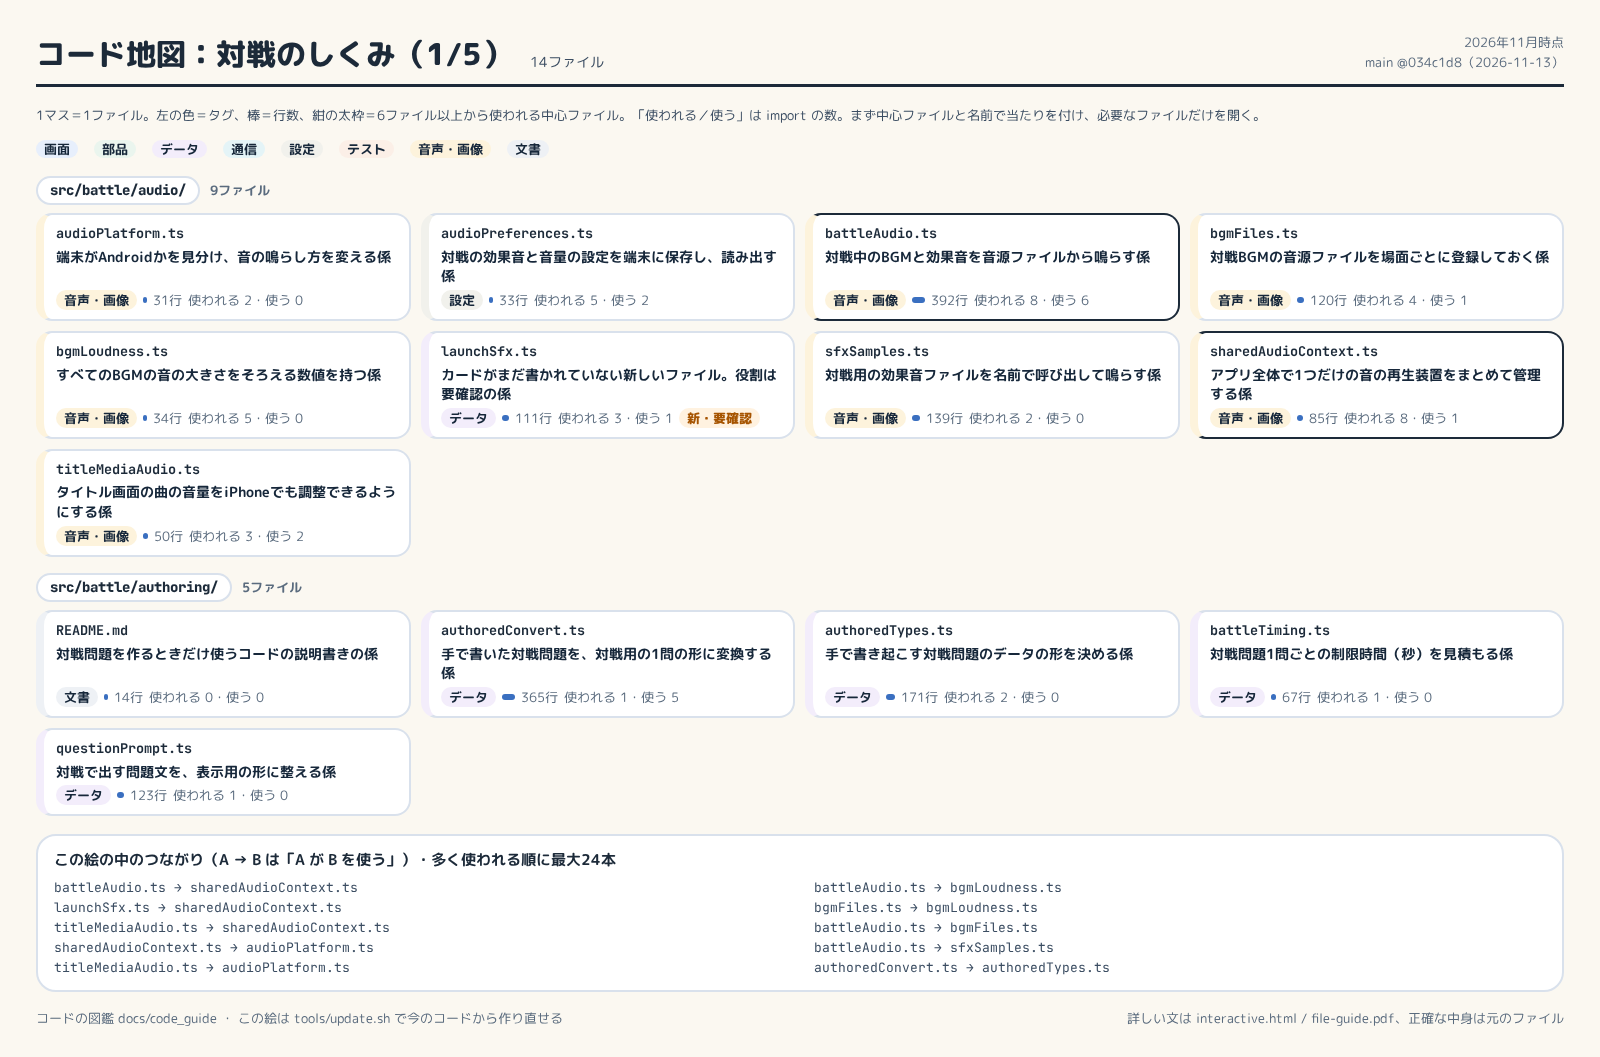 コード地図：対戦のしくみ（1/5） 14ファイル
2026年11月時点
main @034c1d8（2026-11-13）
1マス＝1ファイル。左の色＝タグ、棒＝行数、紺の太枠＝6ファイル以上から使われる中心ファイル。「使われる／使う」は import の数。まず中心ファイルと名前で当たりを付け、必要なファイルだけを開く。
画面 部品 データ 通信 設定 テスト 音声・画像 文書
src/battle/audio/ 9ファイル
audioPlatform.ts
端末がAndroidかを見分け、音の鳴らし方を変える係
音声・画像 31行 使われる 2・使う 0
audioPreferences.ts
対戦の効果音と音量の設定を端末に保存し、読み出す
係
設定 33行 使われる 5・使う 2
battleAudio.ts
対戦中のBGMと効果音を音源ファイルから鳴らす係
音声・画像 392行 使われる 8・使う 6
bgmFiles.ts
対戦BGMの音源ファイルを場面ごとに登録しておく係
音声・画像 120行 使われる 4・使う 1
bgmLoudness.ts
すべてのBGMの音の大きさをそろえる数値を持つ係
音声・画像 34行 使われる 5・使う 0
launchSfx.ts
カードがまだ書かれていない新しいファイル。役割は
要確認の係
データ 111行 使われる 3・使う 1 新・要確認
sfxSamples.ts
対戦用の効果音ファイルを名前で呼び出して鳴らす係
音声・画像 139行 使われる 2・使う 0
sharedAudioContext.ts
アプリ全体で1つだけの音の再生装置をまとめて管理
する係
音声・画像 85行 使われる 8・使う 1
titleMediaAudio.ts
タイトル画面の曲の音量をiPhoneでも調整できるよう
にする係
音声・画像 50行 使われる 3・使う 2
src/battle/authoring/ 5ファイル
README.md
対戦問題を作るときだけ使うコードの説明書きの係
文書 14行 使われる 0・使う 0
authoredConvert.ts
手で書いた対戦問題を、対戦用の1問の形に変換する
係
データ 365行 使われる 1・使う 5
authoredTypes.ts
手で書き起こす対戦問題のデータの形を決める係
データ 171行 使われる 2・使う 0
battleTiming.ts
対戦問題1問ごとの制限時間（秒）を見積もる係
データ 67行 使われる 1・使う 0
questionPrompt.ts
対戦で出す問題文を、表示用の形に整える係
データ 123行 使われる 1・使う 0
この絵の中のつながり（A → B は「A が B を使う」）・多く使われる順に最大24本
battleAudio.ts → sharedAudioContext.ts
launchSfx.ts → sharedAudioContext.ts
titleMediaAudio.ts → sharedAudioContext.ts
sharedAudioContext.ts → audioPlatform.ts
titleMediaAudio.ts → audioPlatform.ts
battleAudio.ts → bgmLoudness.ts
bgmFiles.ts → bgmLoudness.ts
battleAudio.ts → bgmFiles.ts
battleAudio.ts → sfxSamples.ts
authoredConvert.ts → authoredTypes.ts
コードの図鑑 docs/code_guide ・ この絵は tools/update.sh で今のコードから作り直せる
詳しい文は interactive.html / file-guide.pdf、正確な中身は元のファイル